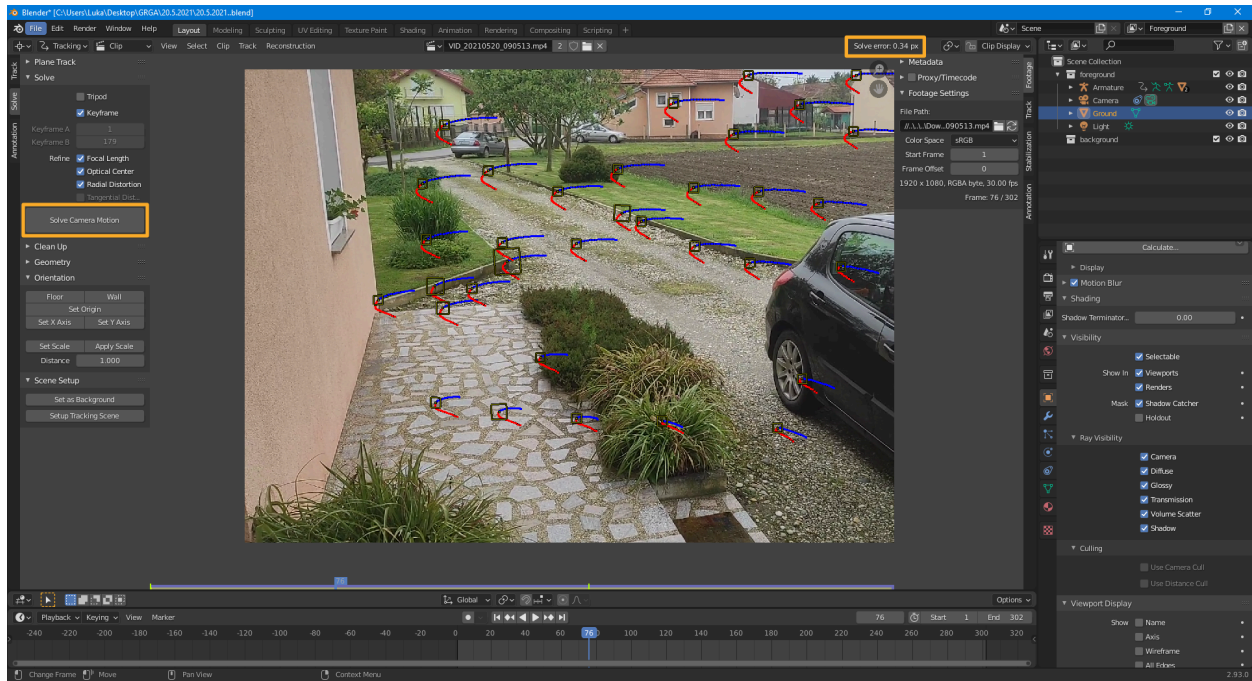 Blender* [C:\Users\Luka\Desktop\GRGA\20.5.2021\20.5.2021..blend]
File Edit Render Window Help Layout Modeling Sculpting UV Editing Texture Paint Shading Animation Rendering Compositing Scripting + Scene Foreground
Tracking Clip View Select Clip Track Reconstruction VID_20210520_090513.mp4 2 Solve error: 0.34 px Clip Display
Track
Solve
Annotation
Plane Track
Solve
Tripod
Keyframe
Keyframe A 1
Keyframe B 179
Refine Focal Length
Optical Center
Radial Distortion
Tangential Dist...
Solve Camera Motion
Clean Up
Geometry
Orientation
Floor Wall
Set Origin
Set X Axis Set Y Axis
Set Scale Apply Scale
Distance 1.000
Scene Setup
Set as Background
Setup Tracking Scene
Metadata
Proxy/Timecode
Footage Settings
File Path:
//..\..\..\Dow..090513.mp4
Color Space sRGB
Start Frame 1
Frame Offset 0
1920 x 1080, RGBA byte, 30.00 fps
Frame: 76 / 302
Footage
Track
Stabilization
Annotation
Scene Collection
foreground
Armature
Camera
Ground
Light
background
Calculate...
Display
Motion Blur
Shading
Shadow Terminator... 0.00
Visibility
Selectable
Show In Viewports
Renders
Mask Shadow Catcher
Holdout
Ray Visibility
Camera
Diffuse
Glossy
Transmission
Volume Scatter
Shadow
Culling
Use Camera Cull
Use Distance Cull
Viewport Display
Show Name
Axis
Wireframe
All Edges
76
Global Options
Playback Keying View Marker 76 Start 1 End 302
-240 -220 -200 -180 -160 -140 -120 -100 -80 -60 -40 -20 0 20 40 60 76 100 120 140 160 180 200 220 240 260 280 300 320
Change Frame Move Pan View Context Menu 2.93.0